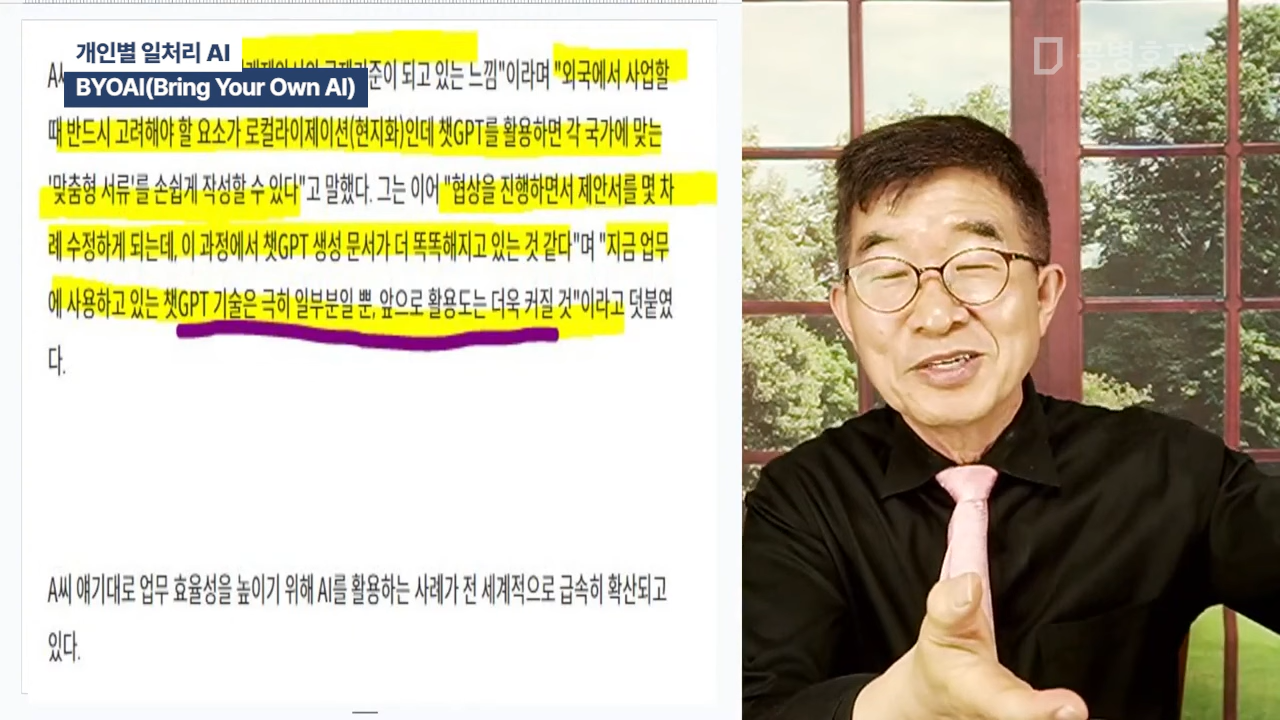 개인별 일처리 AI
BYOAI(Bring Your Own AI)
준이 되고 있는 느낌"이라며 "외국에서 사업할
때 반드시 고려해야 할 요소가 로컬라이제이션(현지화)인데 챗GPT를 활용하면 각 국가에 맞는
'맞춤형 서류'를 손쉽게 작성할 수 있다"고 말했다. 그는 이어 "협상을 진행하면서 제안서를 몇 차
례 수정하게 되는데, 이 과정에서 챗GPT 생성 문서가 더 똑똑해지고 있는 것 같다"며 "지금 업무
에 사용하고 있는 챗GPT 기술은 극히 일부분일 뿐, 앞으로 활용도는 더욱 커질 것"이라고 덧붙였
다.
A씨 얘기대로 업무 효율성을 높이기 위해 AI를 활용하는 사례가 전 세계적으로 급속히 확산되고
있다.